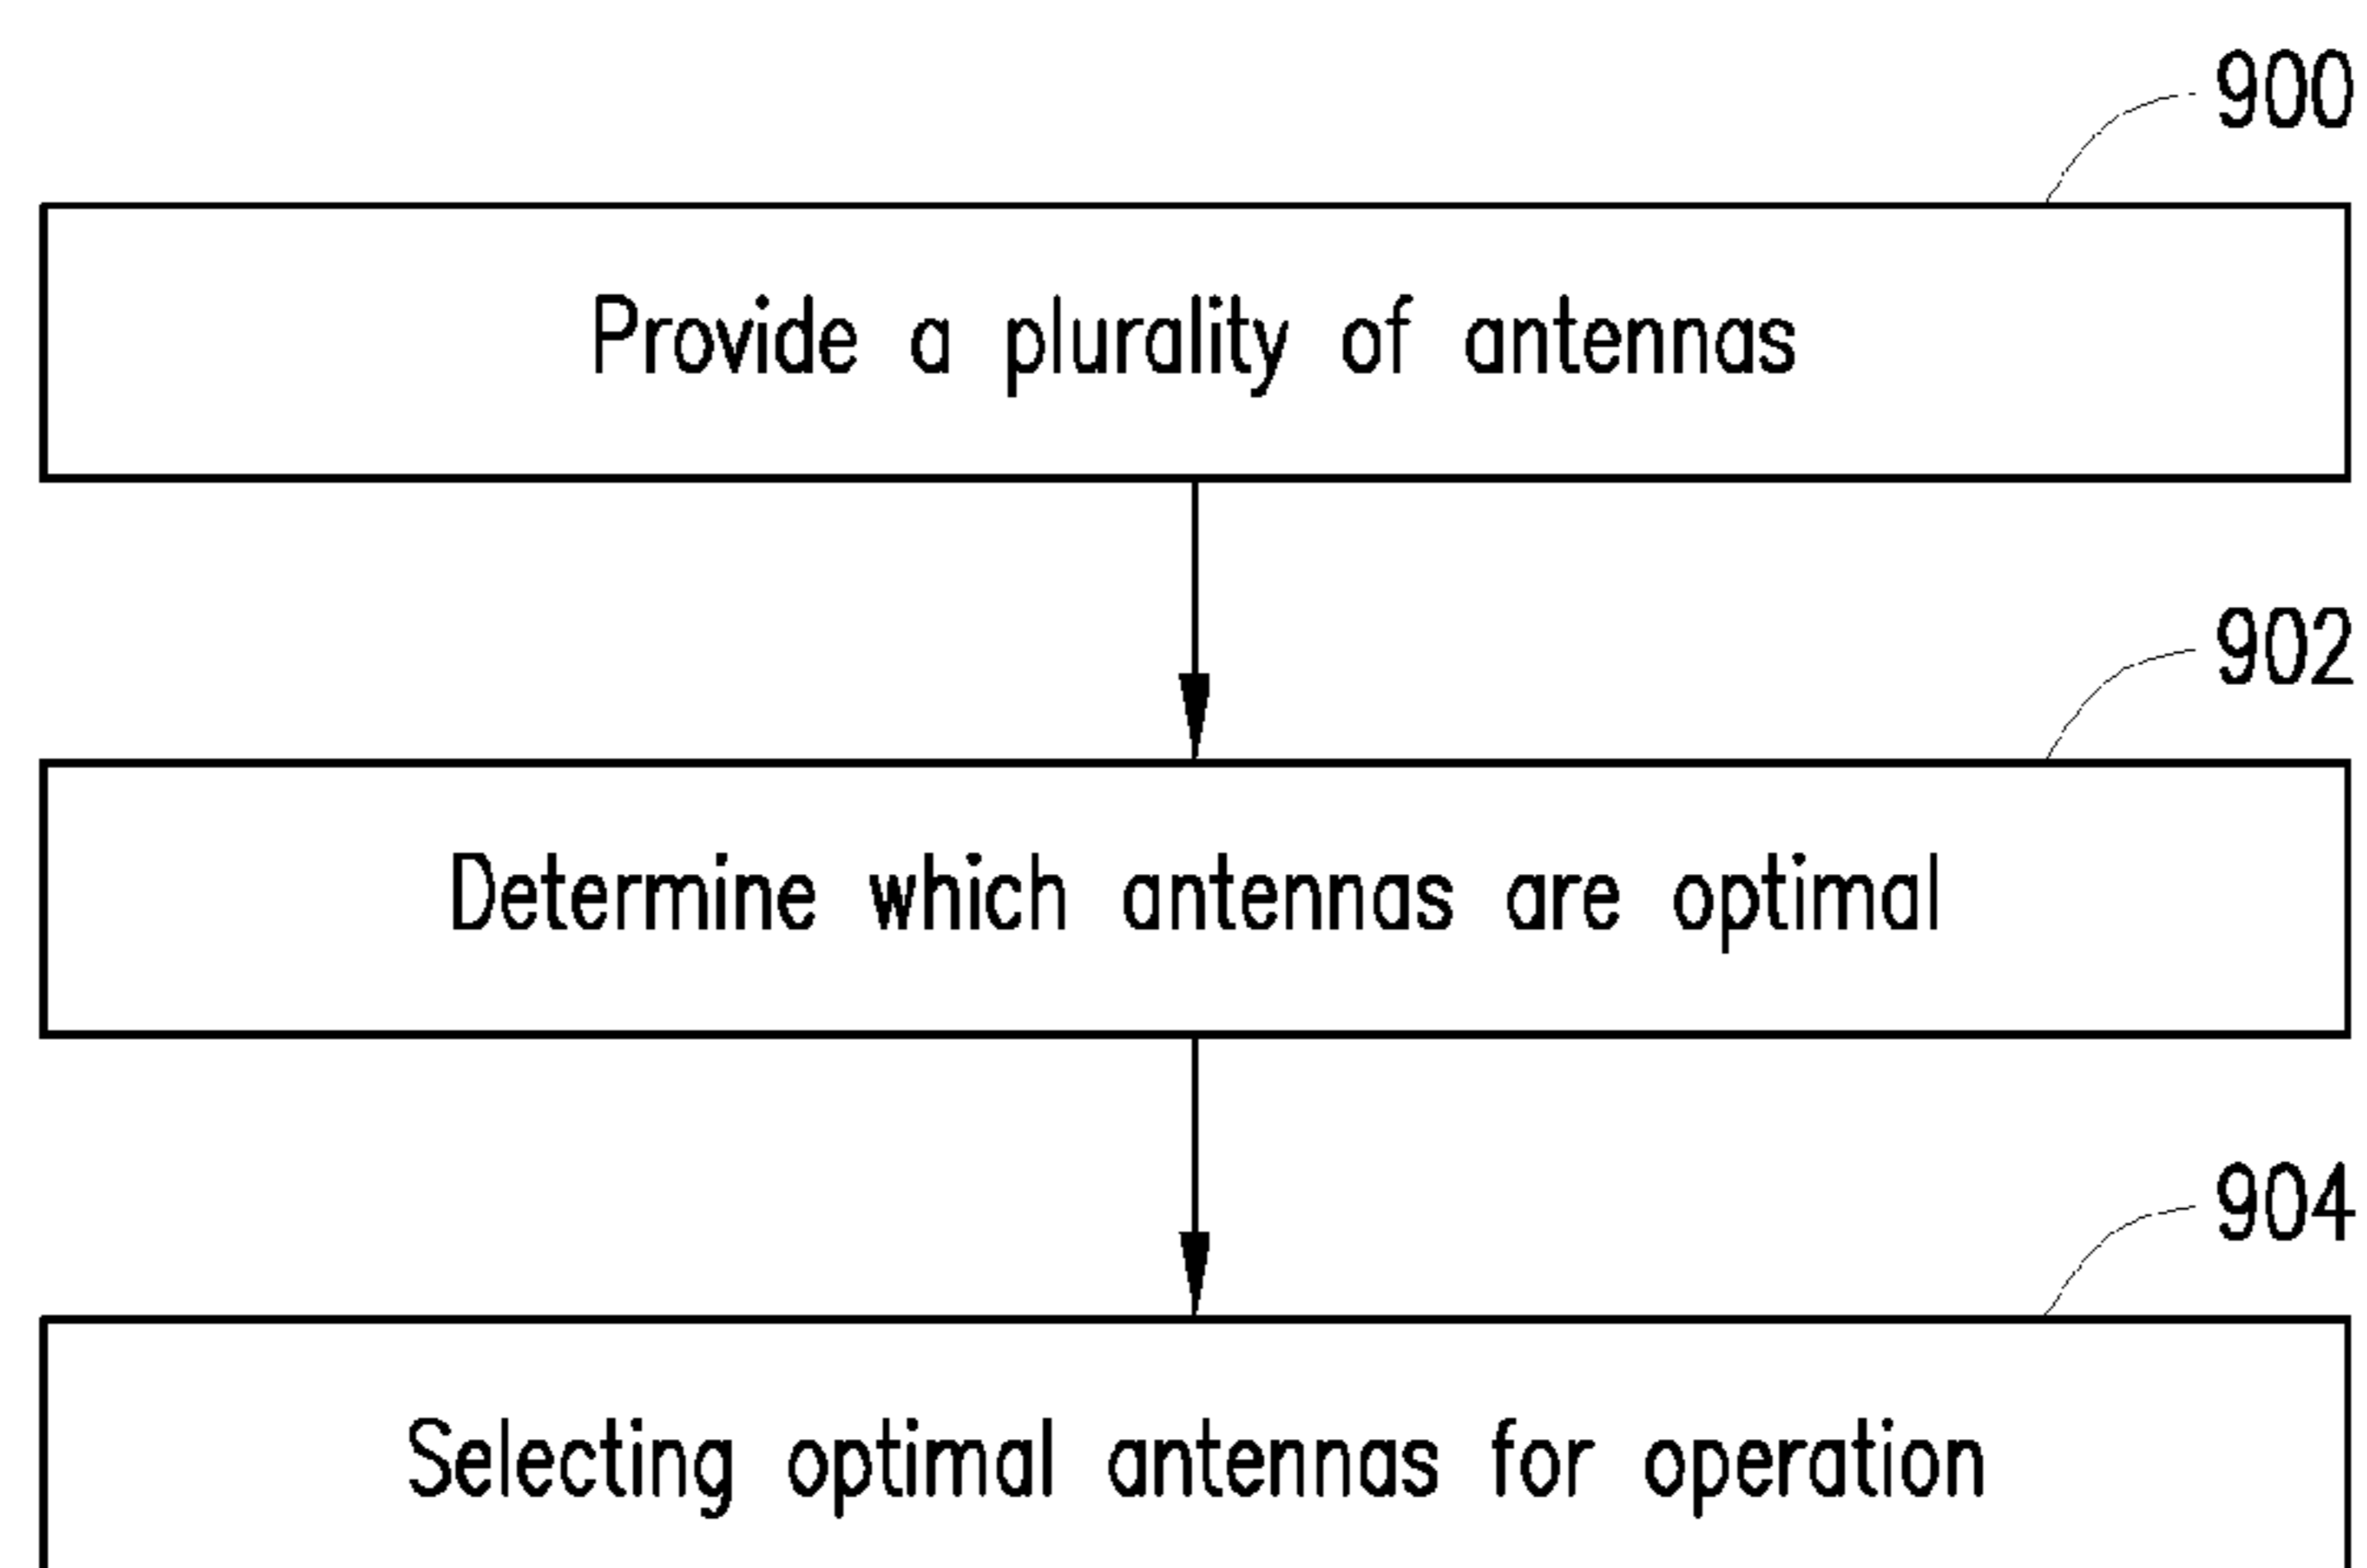 900
Provide a plurality of antennas
902
Determine which antennas are optimal
904
Selecting optimal antennas for operation